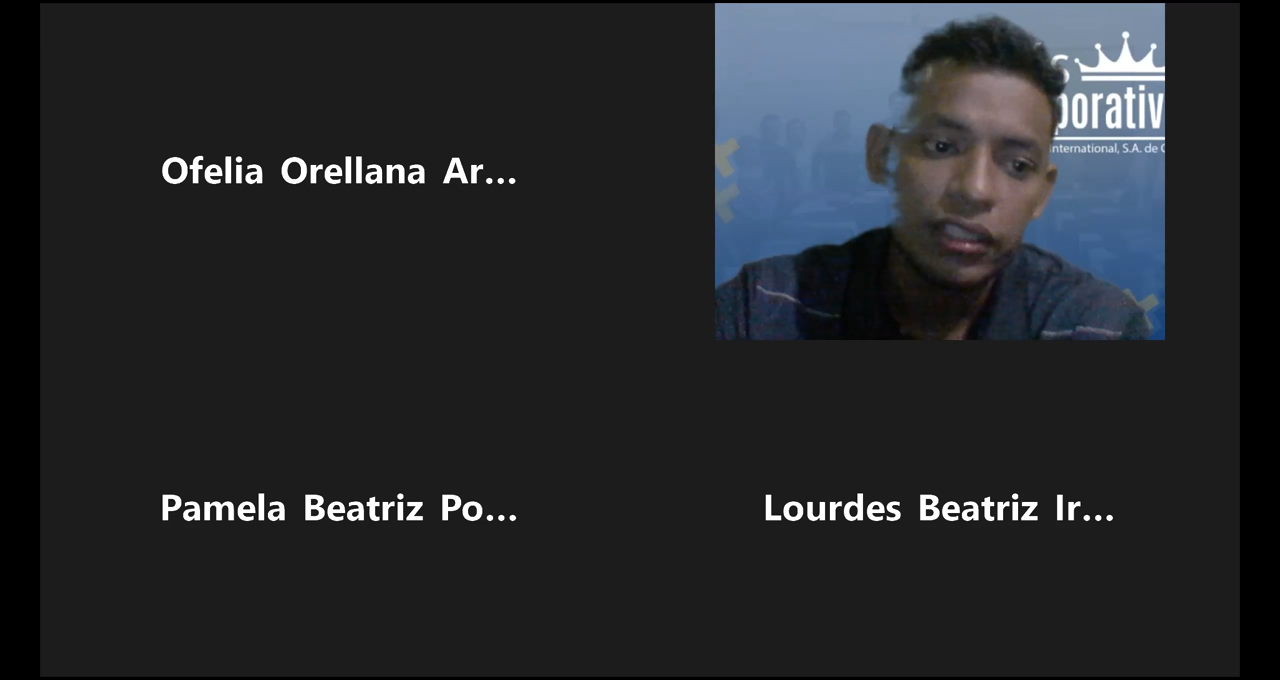 Ofelia Orellana Ar...
s
porativ
International, S.A. de C
Pamela Beatriz Po...
Lourdes Beatriz Ir...